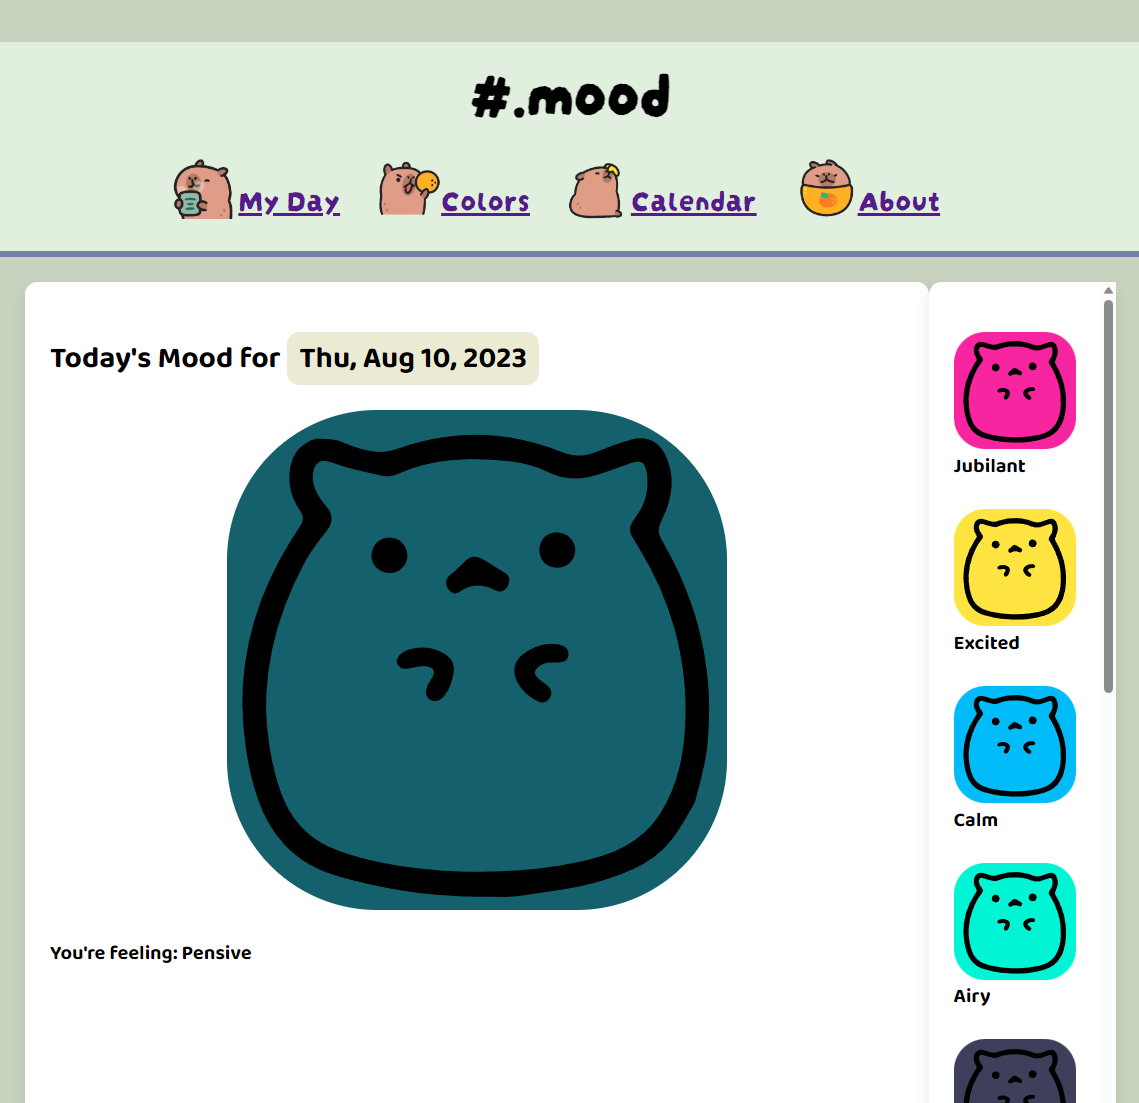 #.mood
My Day Colors Calendar About
Today's Mood for Thu, Aug 10, 2023
Jubilant
Excited
Calm
Airy
You're feeling: Pensive